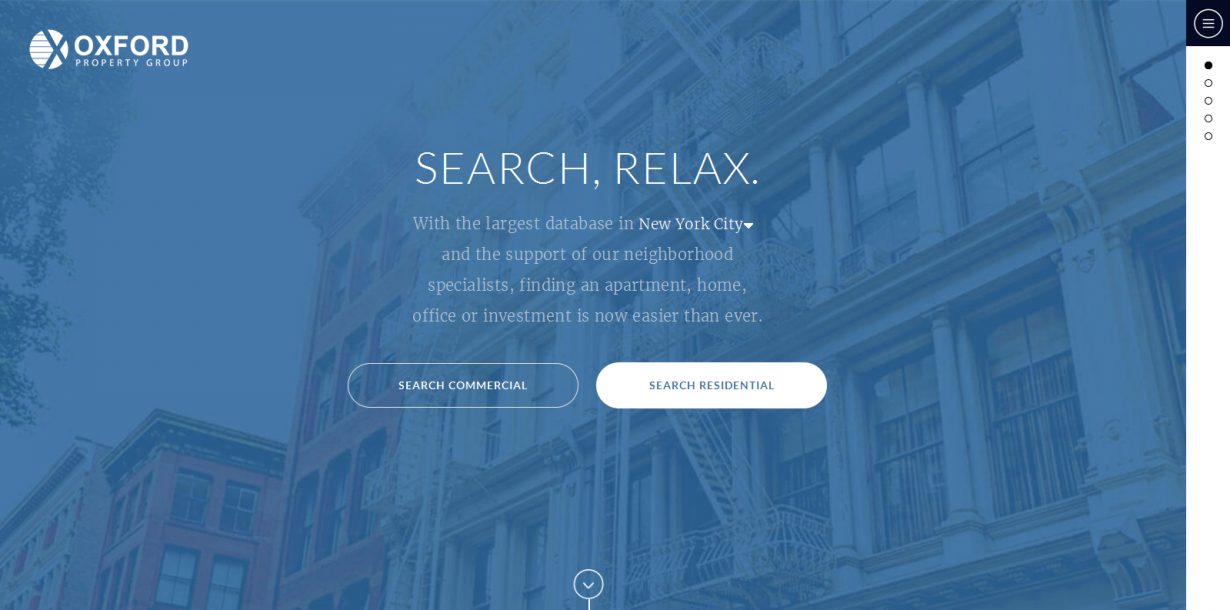 OXFORD
PROPERTY GROUP
SEARCH, RELAX.
With the largest database in New York City
and the support of our neighborhood
specialists, finding an apartment, home,
office or investment is now easier than ever.
SEARCH COMMERCIAL
SEARCH RESIDENTIAL